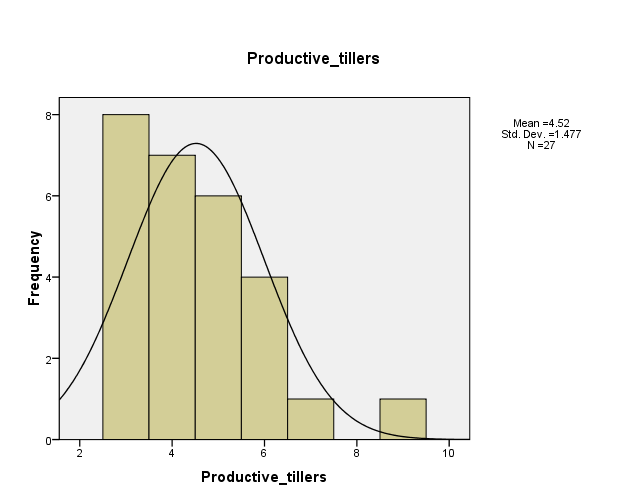 Productive_tillers
Mean =4.52
Std. Dev. =1.477
N =27
Frequency
8
6
4
2
0
2 4 6 8 10
Productive_tillers